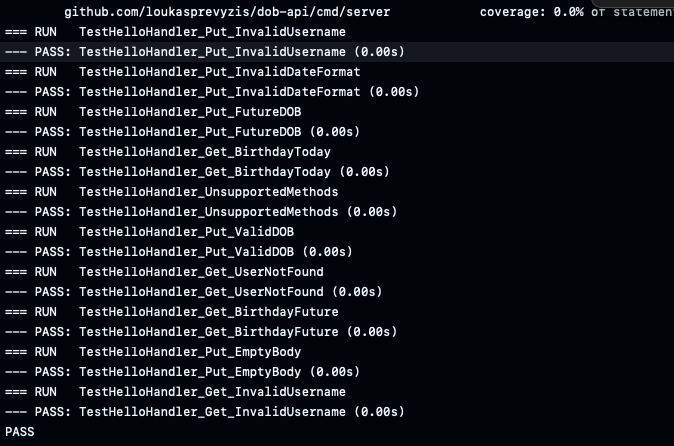 github.com/loukasprevyzis/dob-api/cmd/server coverage: 0.0% of statement
=== RUN TestHelloHandler_Put_InvalidUsername
--- PASS: TestHelloHandler_Put_InvalidUsername (0.00s)
=== RUN TestHelloHandler_Put_InvalidDateFormat
--- PASS: TestHelloHandler_Put_InvalidDateFormat (0.00s)
=== RUN TestHelloHandler_Put_FutureDOB
--- PASS: TestHelloHandler_Put_FutureDOB (0.00s)
=== RUN TestHelloHandler_Get_BirthdayToday
--- PASS: TestHelloHandler_Get_BirthdayToday (0.00s)
=== RUN TestHelloHandler_UnsupportedMethods
--- PASS: TestHelloHandler_UnsupportedMethods (0.00s)
=== RUN TestHelloHandler_Put_ValidDOB
--- PASS: TestHelloHandler_Put_ValidDOB (0.00s)
=== RUN TestHelloHandler_Get_UserNotFound
--- PASS: TestHelloHandler_Get_UserNotFound (0.00s)
=== RUN TestHelloHandler_Get_BirthdayFuture
--- PASS: TestHelloHandler_Get_BirthdayFuture (0.00s)
=== RUN TestHelloHandler_Put_EmptyBody
--- PASS: TestHelloHandler_Put_EmptyBody (0.00s)
=== RUN TestHelloHandler_Get_InvalidUsername
--- PASS: TestHelloHandler_Get_InvalidUsername (0.00s)
PASS